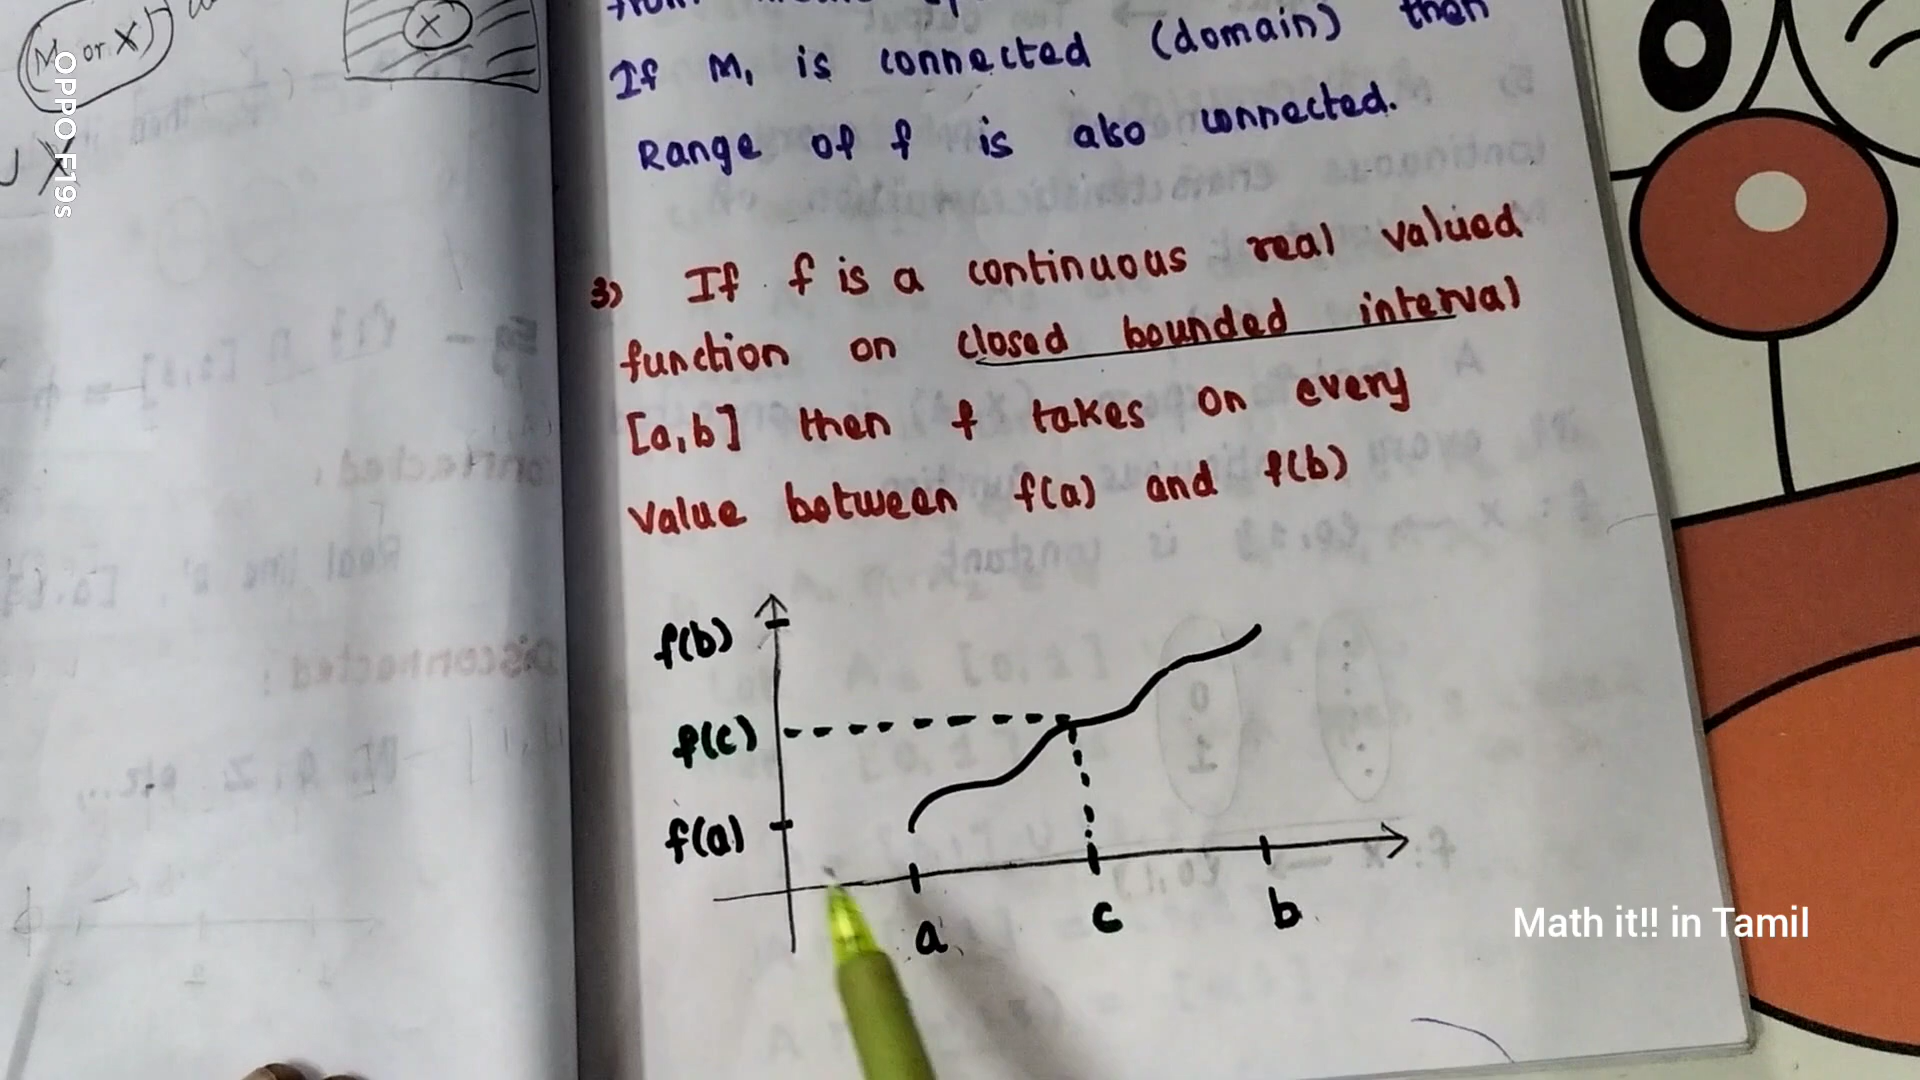 M or X)
X
OPPO F19s
If M₁ is connected (domain) then
Range of f is also connected.
3) If f is a continuous real valued
function on closed bounded interval
[a,b] then f takes on every
value between f(a) and f(b)
f(b)
f(c)
f(a)
a c b
Math it!! in Tamil